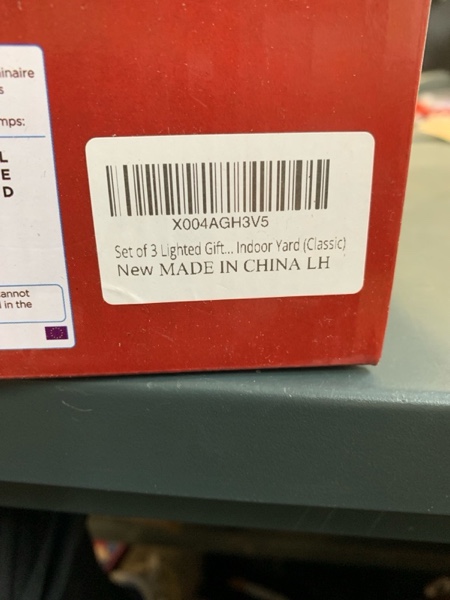 inaire
s
mps:
L
E
D
annot
in the
X004AGH3V5
Set of 3 Lighted Gift... Indoor Yard (Classic)
New MADE IN CHINA LH